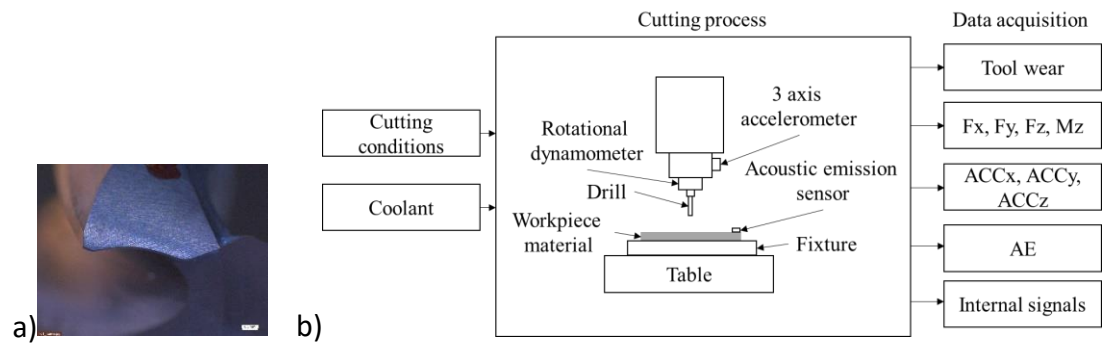 Cutting process
Data acquisition
Tool wear
3 axis
accelerometer
Cutting
conditions
Rotational
dynamometer
Fx, Fy, Fz, Mz
Acoustic emission
sensor
ACCx, ACCy,
ACCz
Drill
Coolant
Workpiece
material
Fixture
AE
Table
Internal signals
a)
b)